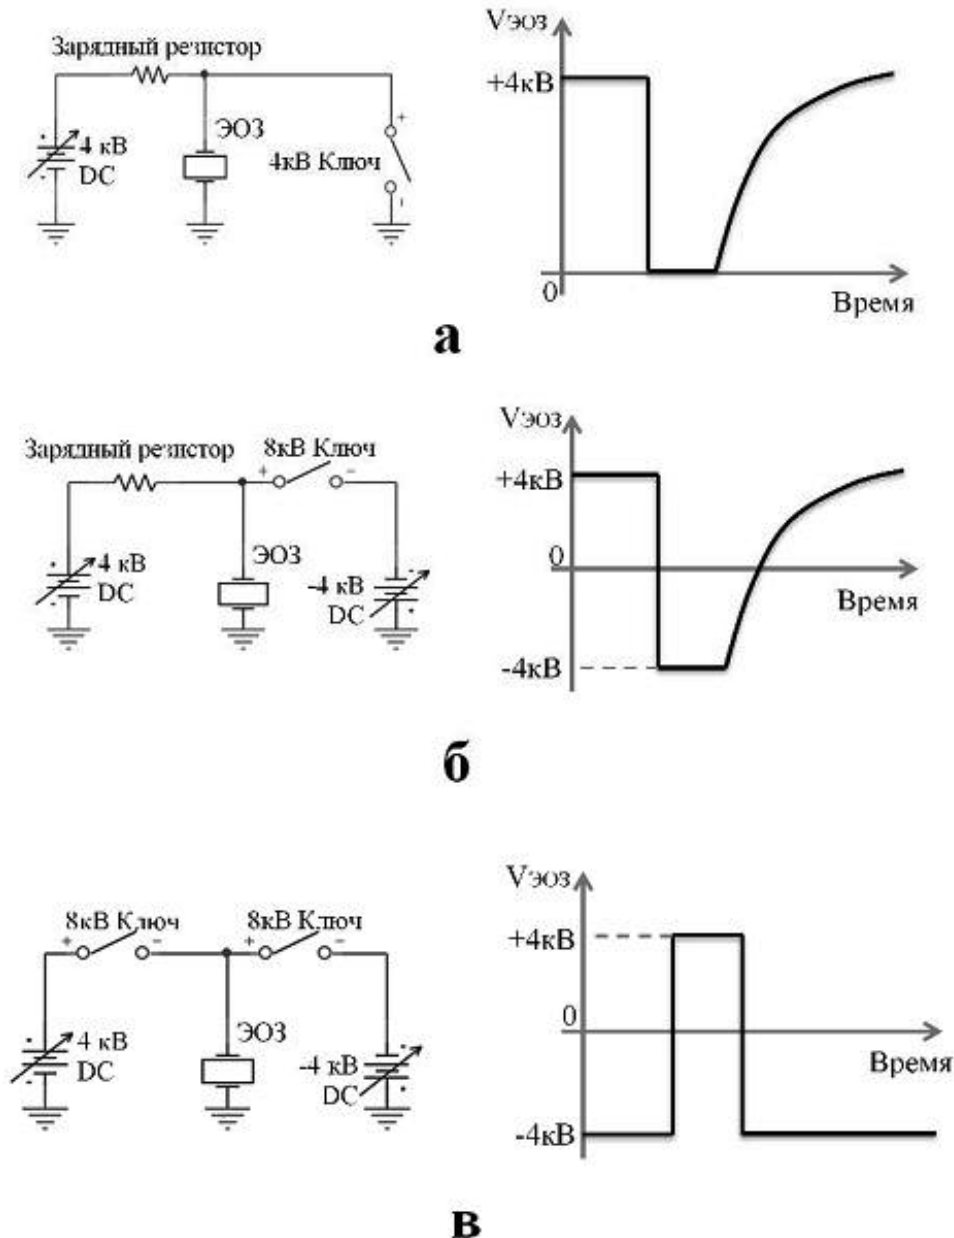 Vэоз
Зарядный резистор
+4кВ
4 кВ
DC
ЭОЗ
4кВ Ключ
0
Время
а
Vэоз
8кВ Ключ
Зарядный резистор
+4кВ
4 кВ
DC
ЭОЗ
-4 кВ
DC
0
Время
-4кВ
б
Vэоз
8кВ Ключ
8кВ Ключ
+4кВ
4 кВ
DC
ЭОЗ
-4 кВ
DC
0
Время
-4кВ
в